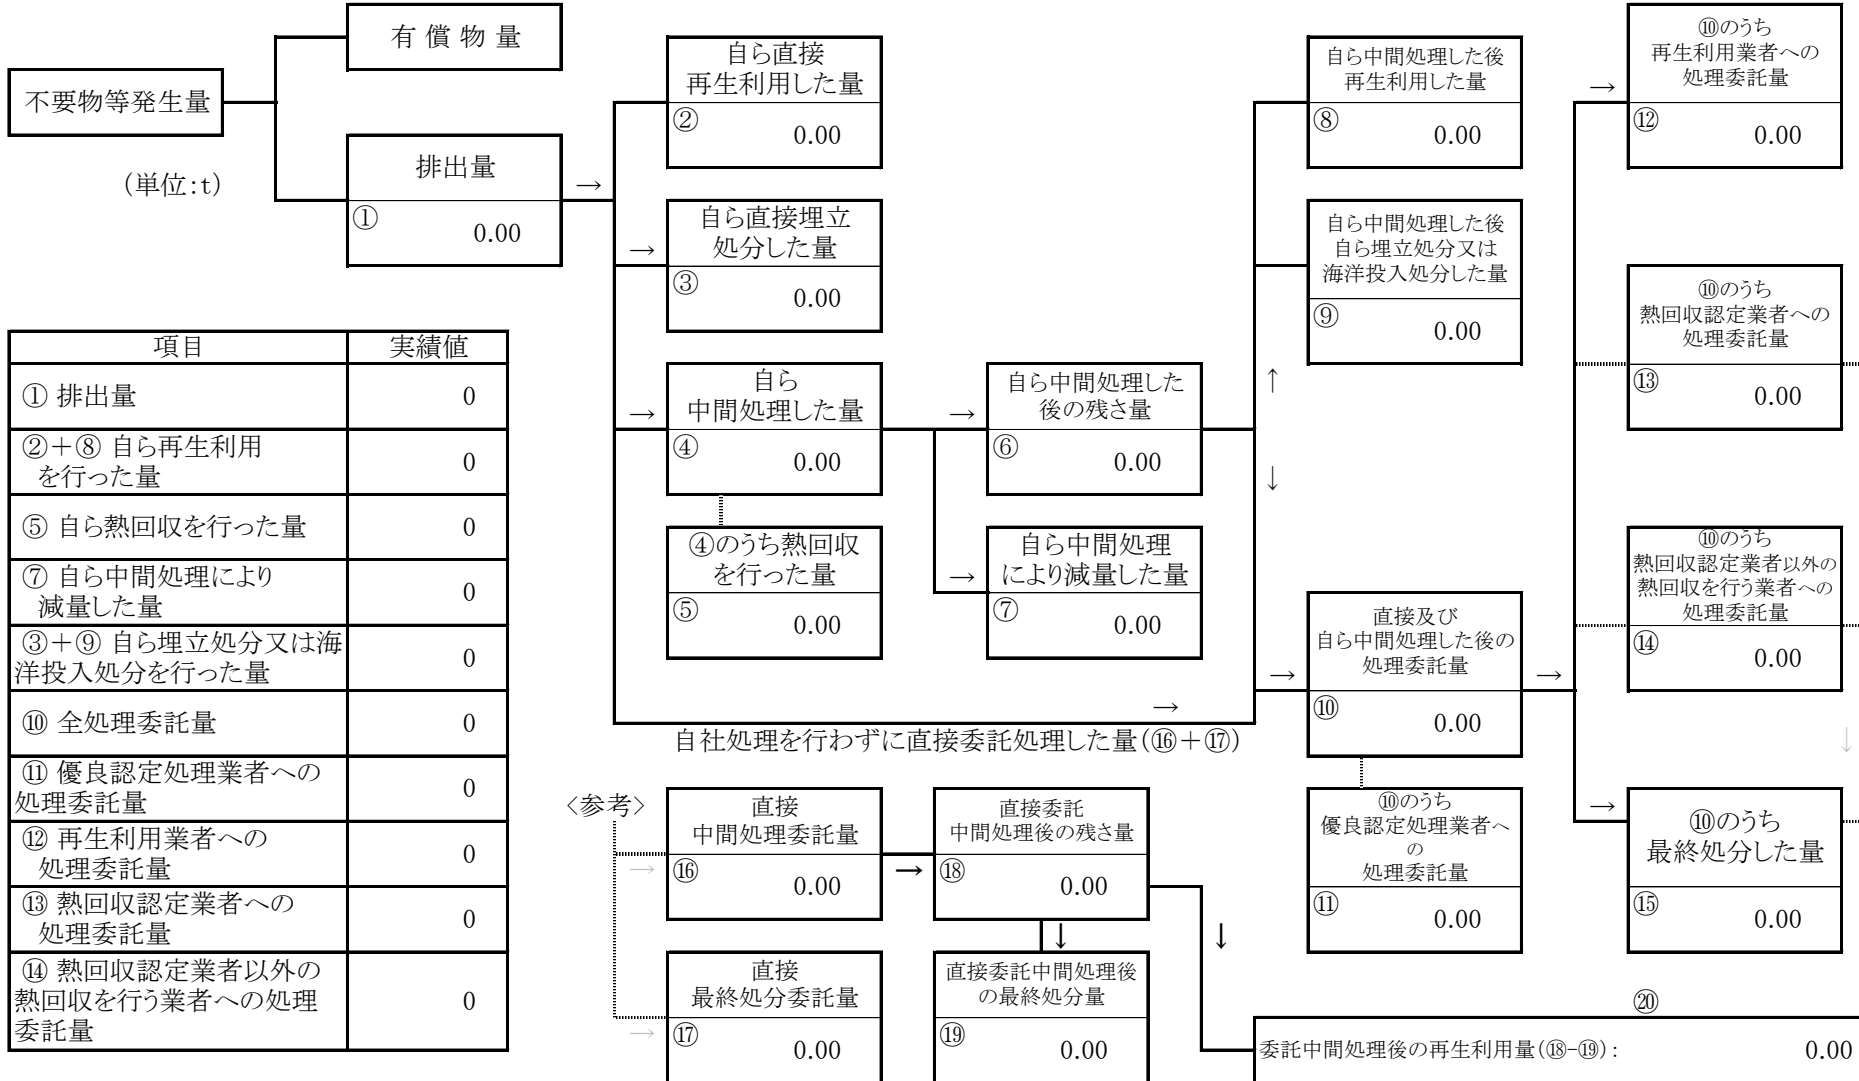 有 償 物 量
不要物等発生量
(単位:t)
排出量
①
0.00
→
自ら直接
再生利用した量
②
0.00
→
自ら直接埋立
処分した量
③
0.00
→
自ら
中間処理した量
④
0.00
④のうち熱回収
を行った量
⑤
0.00
→
自ら中間処理した
後の残さ量
⑥
0.00
→
自ら中間処理
により減量した量
⑦
0.00
↑
↓
自ら中間処理した後
再生利用した量
⑧
0.00
自ら中間処理した後
自ら埋立処分又は
海洋投入処分した量
⑨
0.00
→
直接及び
自ら中間処理した後の
処理委託量
⑩
0.00
→
⑩のうち
優良認定処理業者へ
の
処理委託量
⑪
0.00
→
⑩のうち
再生利用業者への
処理委託量
⑫
0.00
⑩のうち
熱回収認定業者への
処理委託量
⑬
0.00
⑩のうち
熱回収認定業者以外の
熱回収を行う業者への
処理委託量
⑭
0.00
↓
→
⑩のうち
最終処分した量
⑮
0.00
→
自社処理を行わずに直接委託処理した量(⑯+⑰)
〈参考〉
→
直接
中間処理委託量
⑯
0.00
→
直接委託
中間処理後の残さ量
⑱
0.00
↓
↓
→
直接
最終処分委託量
⑰
0.00
直接委託中間処理後
の最終処分量
⑲
0.00
⑳
委託中間処理後の再生利用量(⑱-⑲): 0.00
項目 実績値
① 排出量 0
②+⑧ 自ら再生利用
を行った量 0
⑤ 自ら熱回収を行った量 0
⑦ 自ら中間処理により
減量した量 0
③+⑨ 自ら埋立処分又は海
洋投入処分を行った量 0
⑩ 全処理委託量 0
⑪ 優良認定処理業者への
処理委託量 0
⑫ 再生利用業者への
処理委託量 0
⑬ 熱回収認定業者への
処理委託量 0
⑭ 熱回収認定業者以外の
熱回収を行う業者への処理
委託量 0